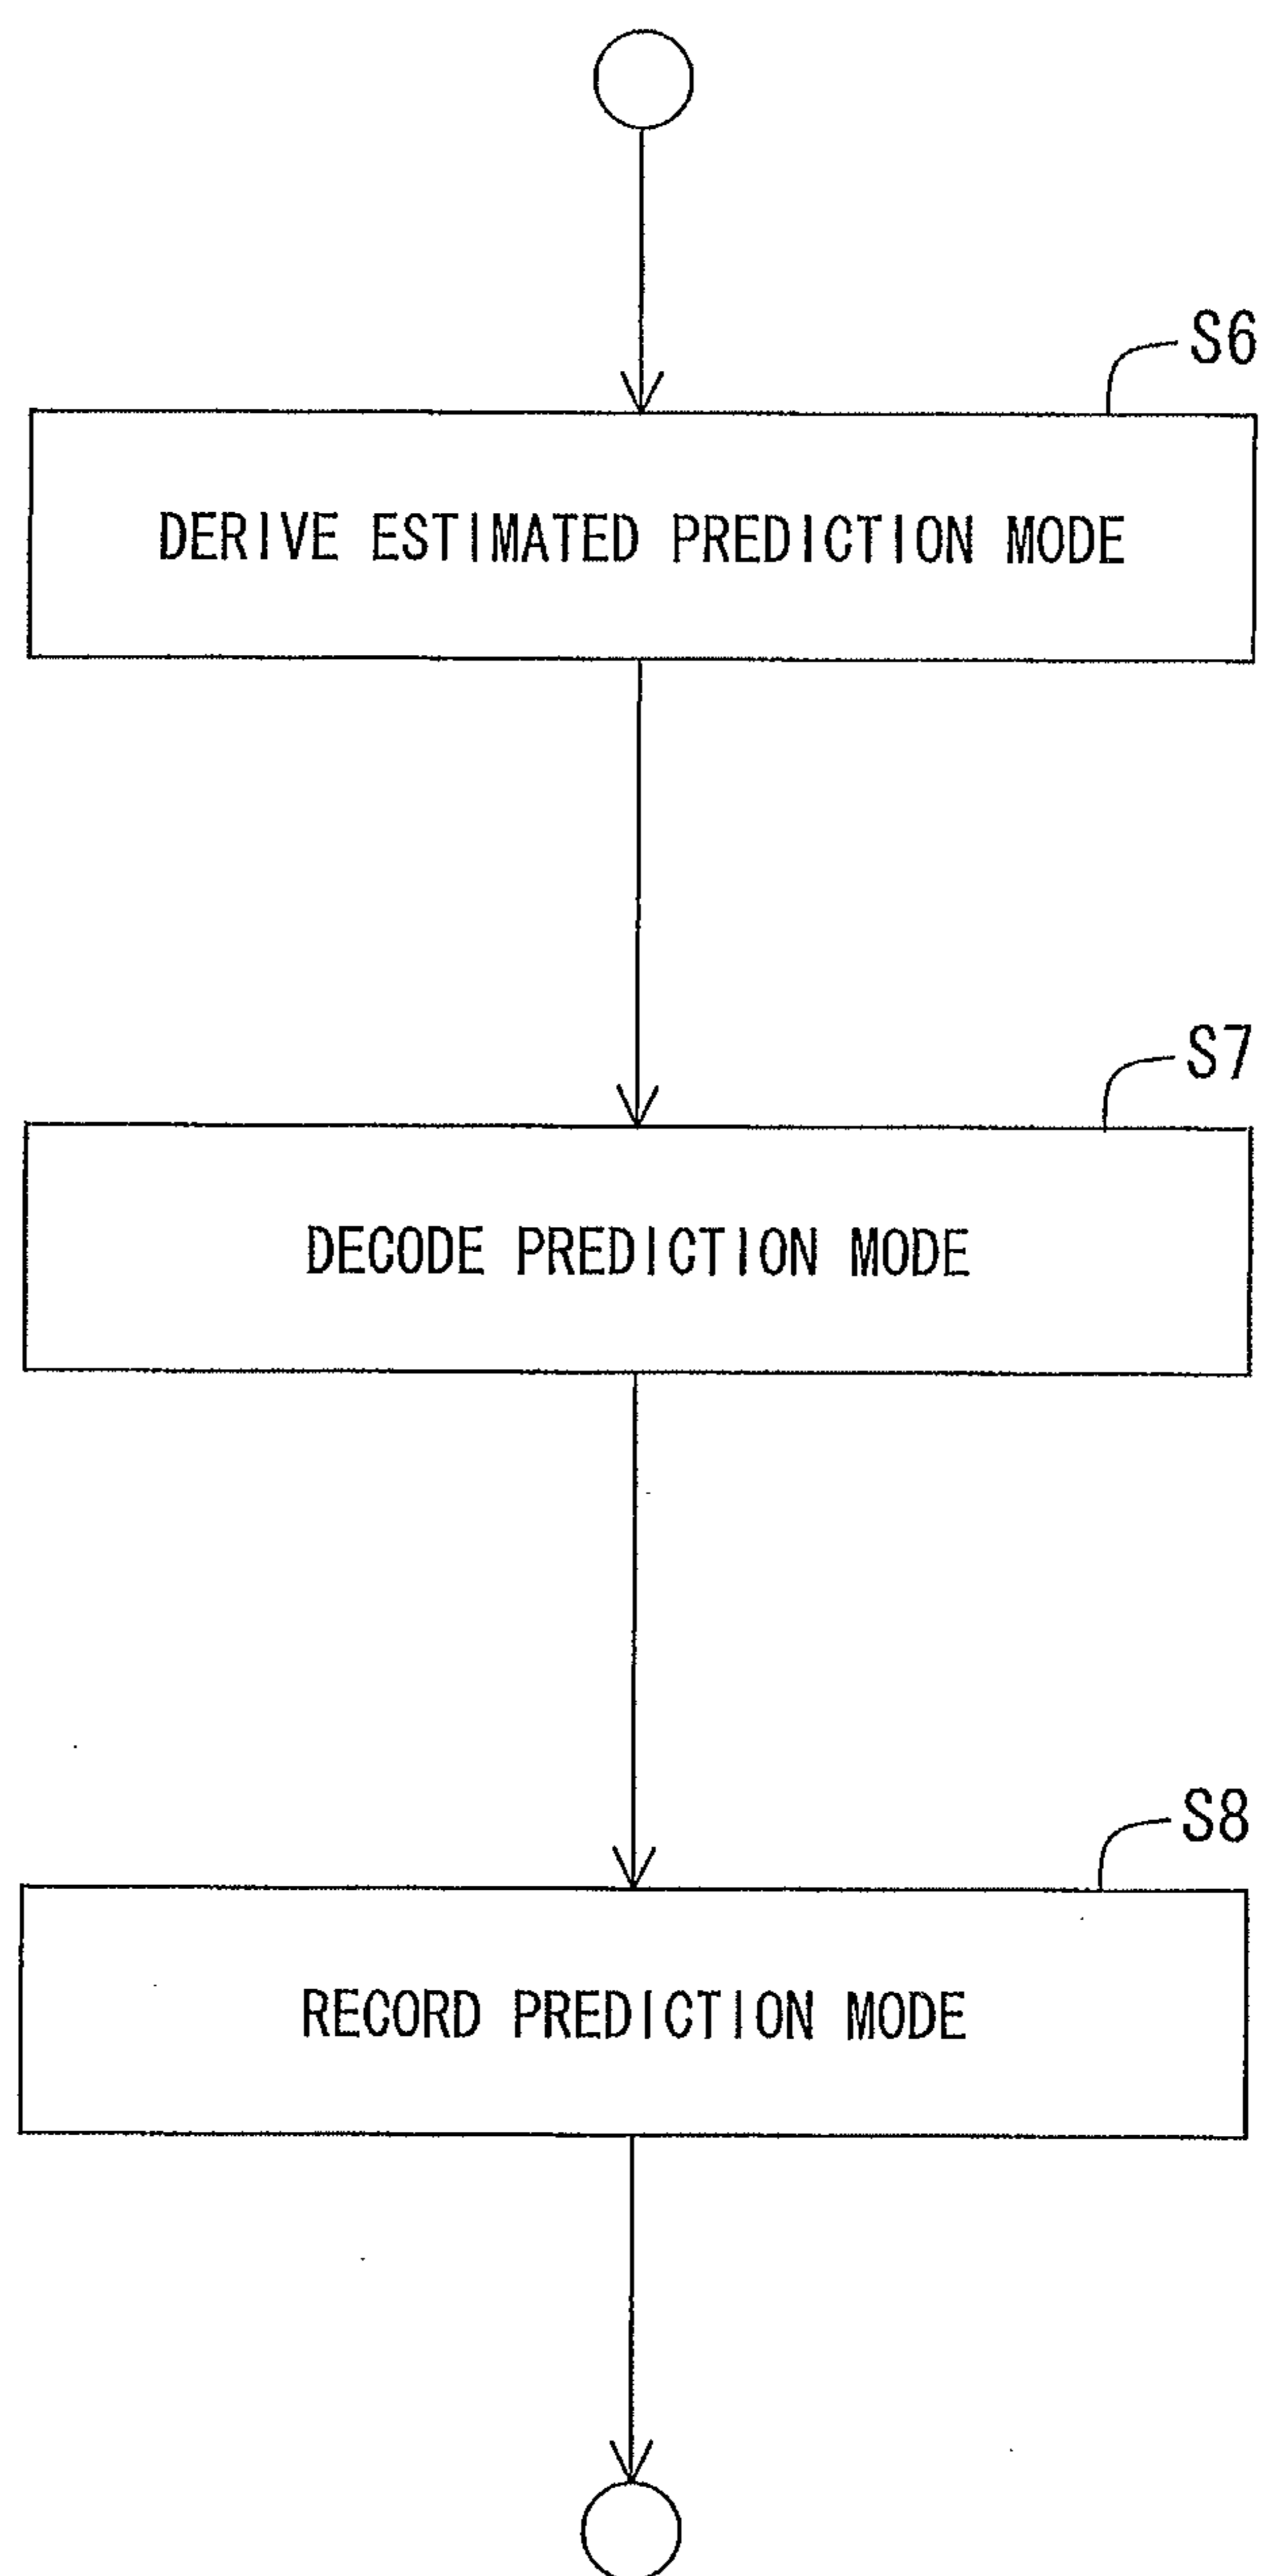 S6
DERIVE ESTIMATED PREDICTION MODE
S7
DECODE PREDICTION MODE
S8
RECORD PREDICTION MODE